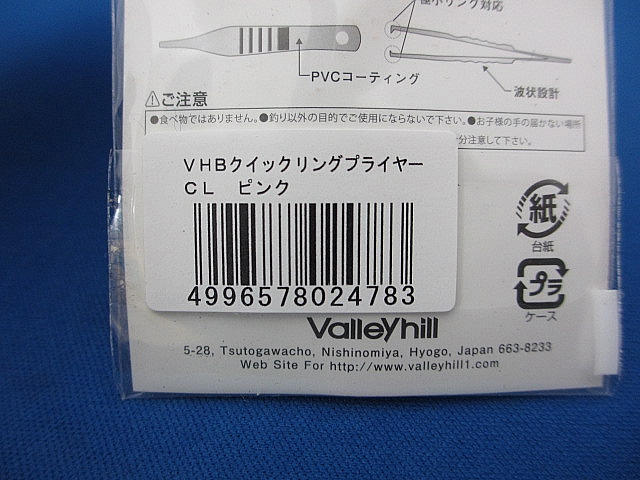 極小リング対応
PVCコーティング
波状設計
⚠ご注意
●食べ物ではありません。●釣り以外の目的でご使用にならないで下さい。●お子様の手の届かない場所
分注意して下さい。
VHBクイックリングプライヤー
CL ピンク
4996578024783
紙
台紙
プラ
ケース
Valleyhill
5-28, Tsutogawacho, Nishinomiya, Hyogo, Japan 663-8233
Web Site For http://www.valleyhill1.com